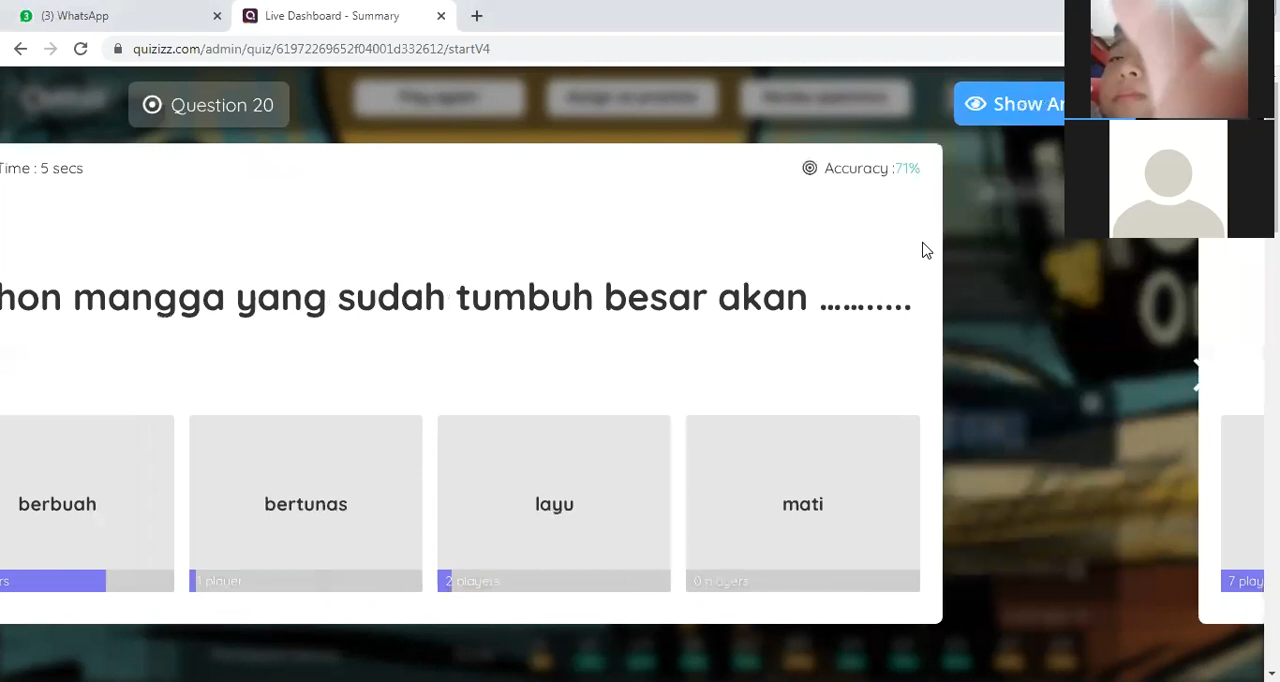 (3) WhatsApp
Live Dashboard - Summary
quizizz.com/admin/quiz/61972269652f04001d332612/startV4
Question 20
Show An
Time : 5 secs
Accuracy :71%
hon mangga yang sudah tumbuh besar akan ...........
berbuah
bertunas
layu
mati
rs
1 player
2 players
0 players
7 play